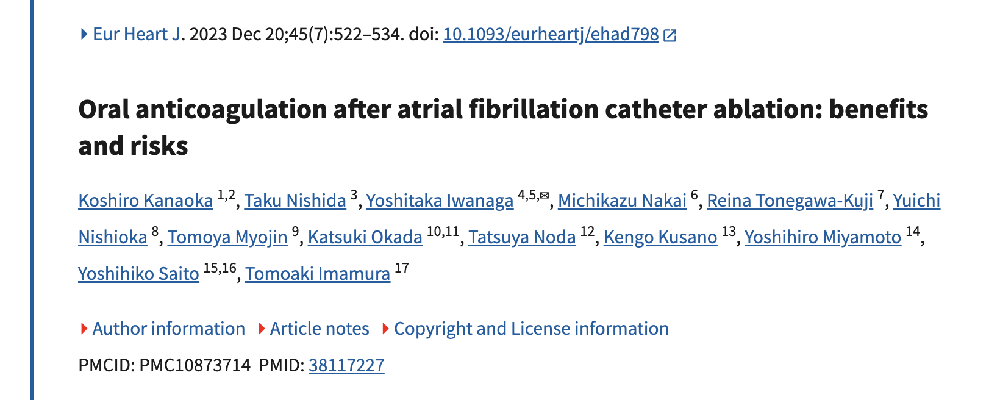 Eur Heart J. 2023 Dec 20;45(7):522–534. doi: 10.1093/eurheartj/ehad798
Oral anticoagulation after atrial fibrillation catheter ablation: benefits
and risks
Koshiro Kanaoka 1,2, Taku Nishida 3, Yoshitaka Iwanaga 4,5,✉, Michikazu Nakai 6, Reina Tonegawa-Kuji 7, Yuichi
Nishioka 8, Tomoya Myojin 9, Katsuki Okada 10,11, Tatsuya Noda 12, Kengo Kusano 13, Yoshihiro Miyamoto 14,
Yoshihiko Saito 15,16, Tomoaki Imamura 17
Author information Article notes Copyright and License information
PMCID: PMC10873714 PMID: 38117227